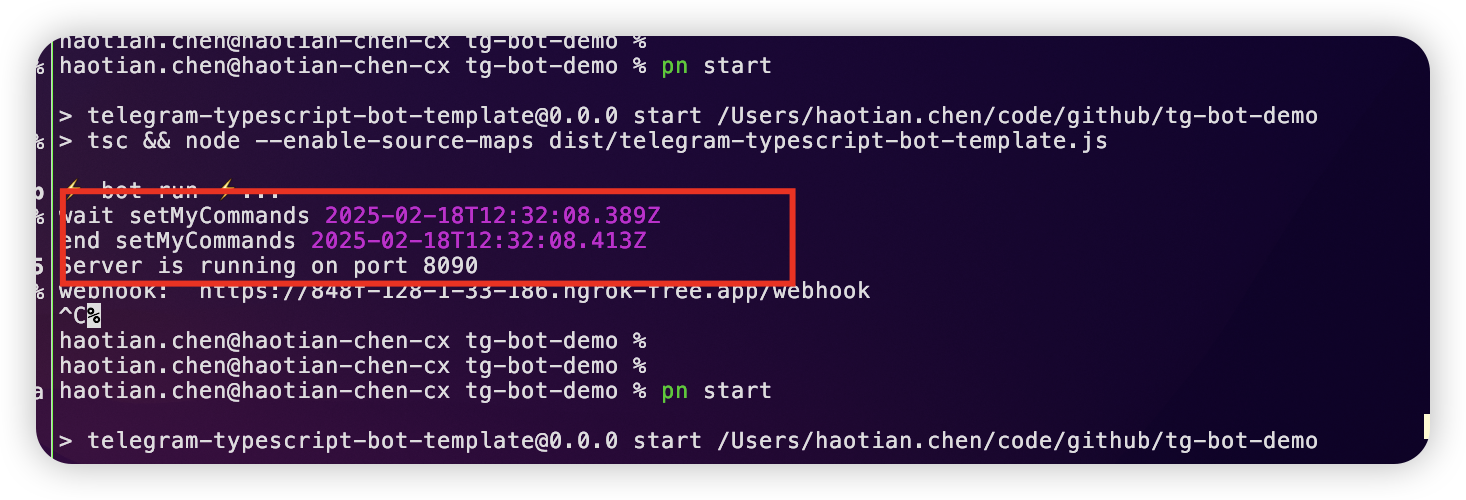 haotian.chen@haotian-chen-cx tg-bot-demo %
% haotian.chen@haotian-chen-cx tg-bot-demo % pn start
> telegram-typescript-bot-template@0.0.0 start /Users/haotian.chen/code/github/tg-bot-demo
% > tsc && node --enable-source-maps dist/telegram-typescript-bot-template.js
⚡ bot run ⚡...
% wait setMyCommands 2025-02-18T12:32:08.389Z
end setMyCommands 2025-02-18T12:32:08.413Z
5 Server is running on port 8090
% webhook: https://848f-128-1-33-186.ngrok-free.app/webhook
^C%
haotian.chen@haotian-chen-cx tg-bot-demo %
haotian.chen@haotian-chen-cx tg-bot-demo %
a haotian.chen@haotian-chen-cx tg-bot-demo % pn start
> telegram-typescript-bot-template@0.0.0 start /Users/haotian.chen/code/github/tg-bot-demo